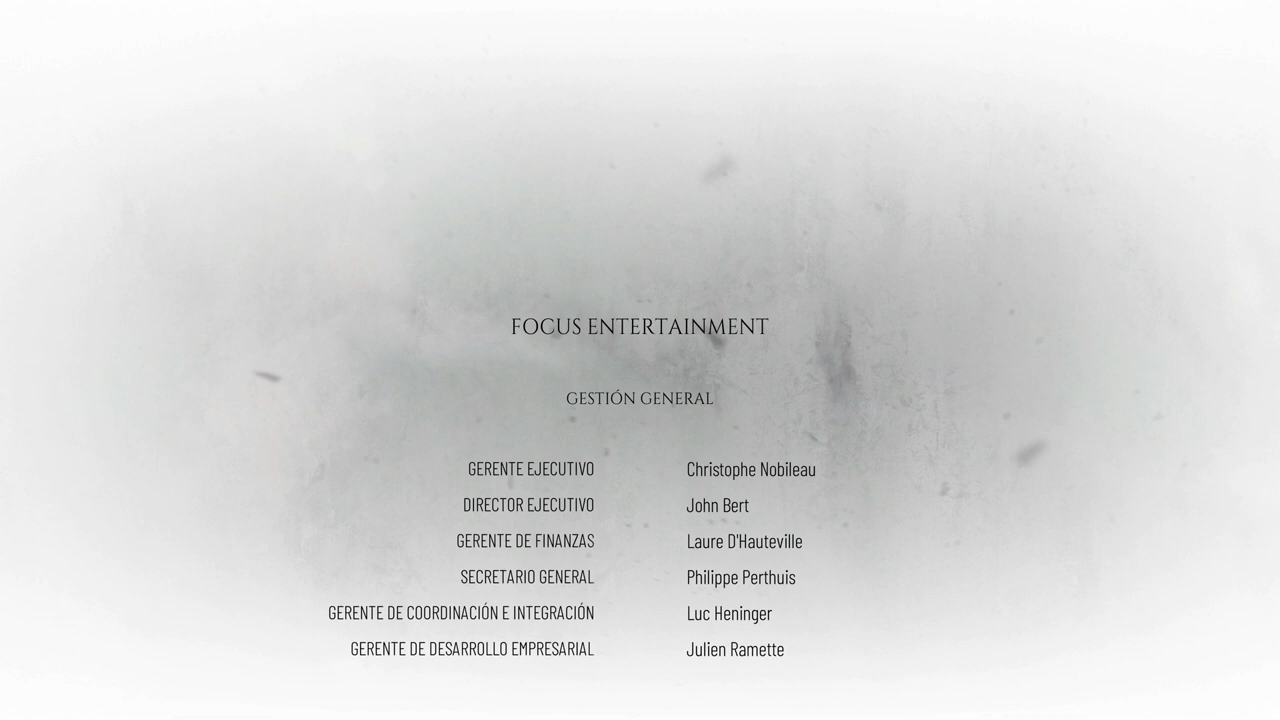 FOCUS ENTERTAINMENT
GESTIÓN GENERAL
GERENTE EJECUTIVO Christophe Nobileau
DIRECTOR EJECUTIVO John Bert
GERENTE DE FINANZAS Laure D'Hauteville
SECRETARIO GENERAL Philippe Perthuis
GERENTE DE COORDINACIÓN E INTEGRACIÓN Luc Heninger
GERENTE DE DESARROLLO EMPRESARIAL Julien Ramette